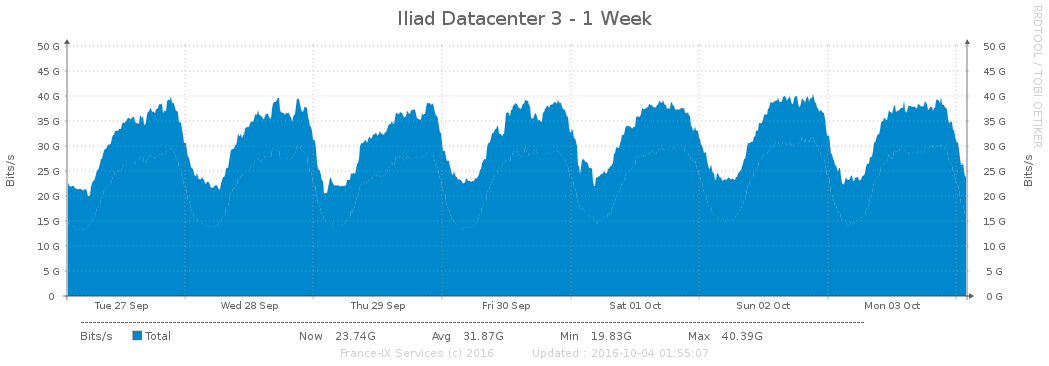 Iliad Datacenter 3 - 1 Week
RRDTOOL / TOBI OETIKER
Bits/s
50 G 50 G
45 G 45 G
40 G 40 G
35 G 35 G
30 G 30 G
25 G 25 G
20 G 20 G
15 G 15 G
10 G 10 G
5 G 5 G
0 0 G
Bits/s
Tue 27 Sep Wed 28 Sep Thu 29 Sep Fri 30 Sep Sat 01 Oct Sun 02 Oct Mon 03 Oct
Bits/s Total Now 23.74G Avg 31.87G Min 19.83G Max 40.39G
France-IX Services (c) 2016 Updated : 2016-10-04 01:55:07